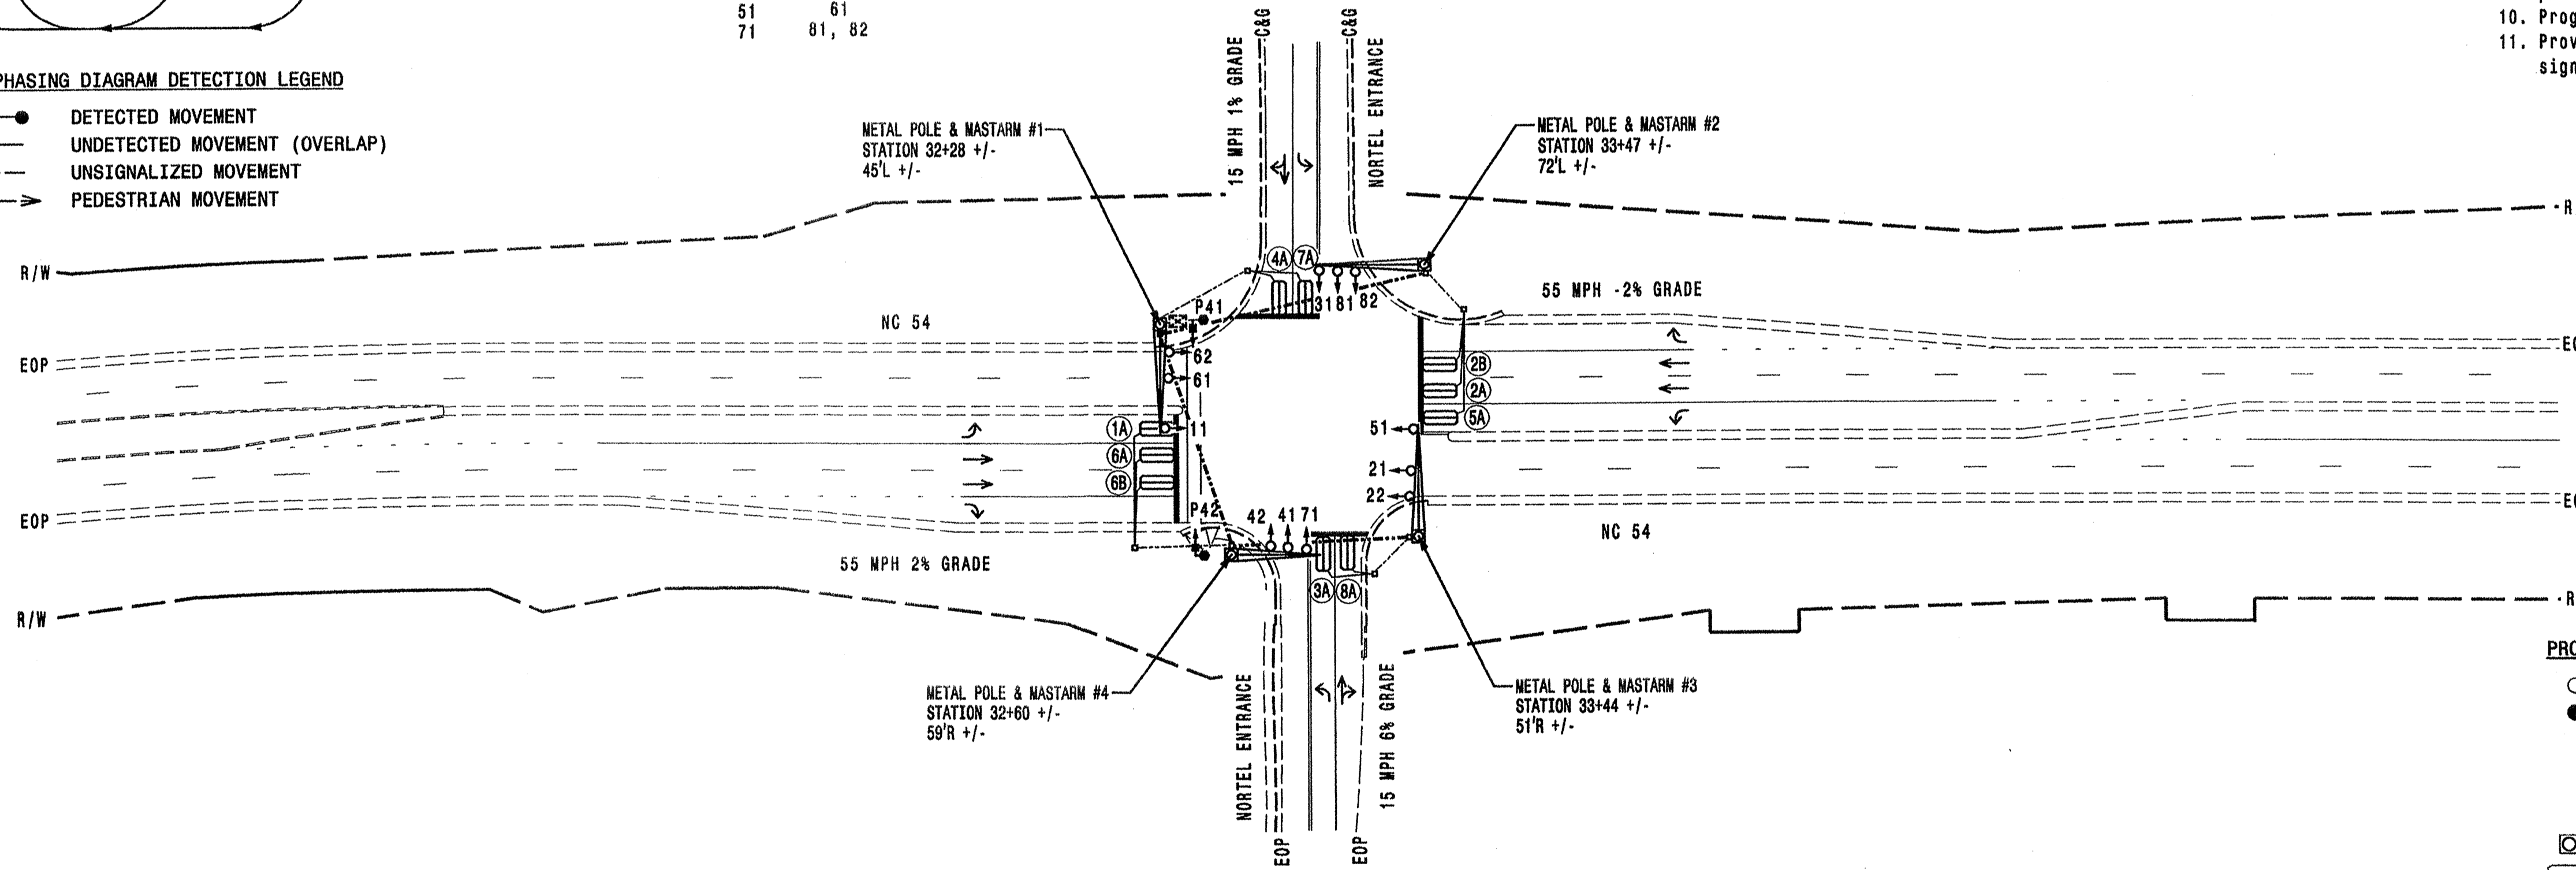 51 61
71 81, 82
10. Prog
11. Prov
sign
PHASING DIAGRAM DETECTION LEGEND
DETECTED MOVEMENT
UNDETECTED MOVEMENT (OVERLAP)
UNSIGNALIZED MOVEMENT
PEDESTRIAN MOVEMENT
C&G
C&G
15 MPH 1% GRADE
NORTEL ENTRANCE
METAL POLE & MASTARM #1
STATION 32+28 +/-
45'L +/-
METAL POLE & MASTARM #2
STATION 33+47 +/-
72'L +/-
R/W
R
4A
7A
P41
31
81
82
55 MPH -2% GRADE
NC 54
EOP
EO
62
61
2B
2A
5A
1A
11
51
6A
21
6B
22
EOP
EO
P42
42
41
71
NC 54
55 MPH 2% GRADE
3A
8A
R/W
R
METAL POLE & MASTARM #4
STATION 32+60 +/-
59'R +/-
METAL POLE & MASTARM #3
STATION 33+44 +/-
51'R +/-
NORTEL ENTRANCE
15 MPH 6% GRADE
EOP
EOP
PRO